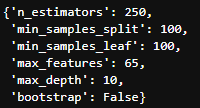 {'n_estimators': 250,
'min_samples_split': 100,
'min_samples_leaf': 100,
'max_features': 65,
'max_depth': 10,
'bootstrap': False}